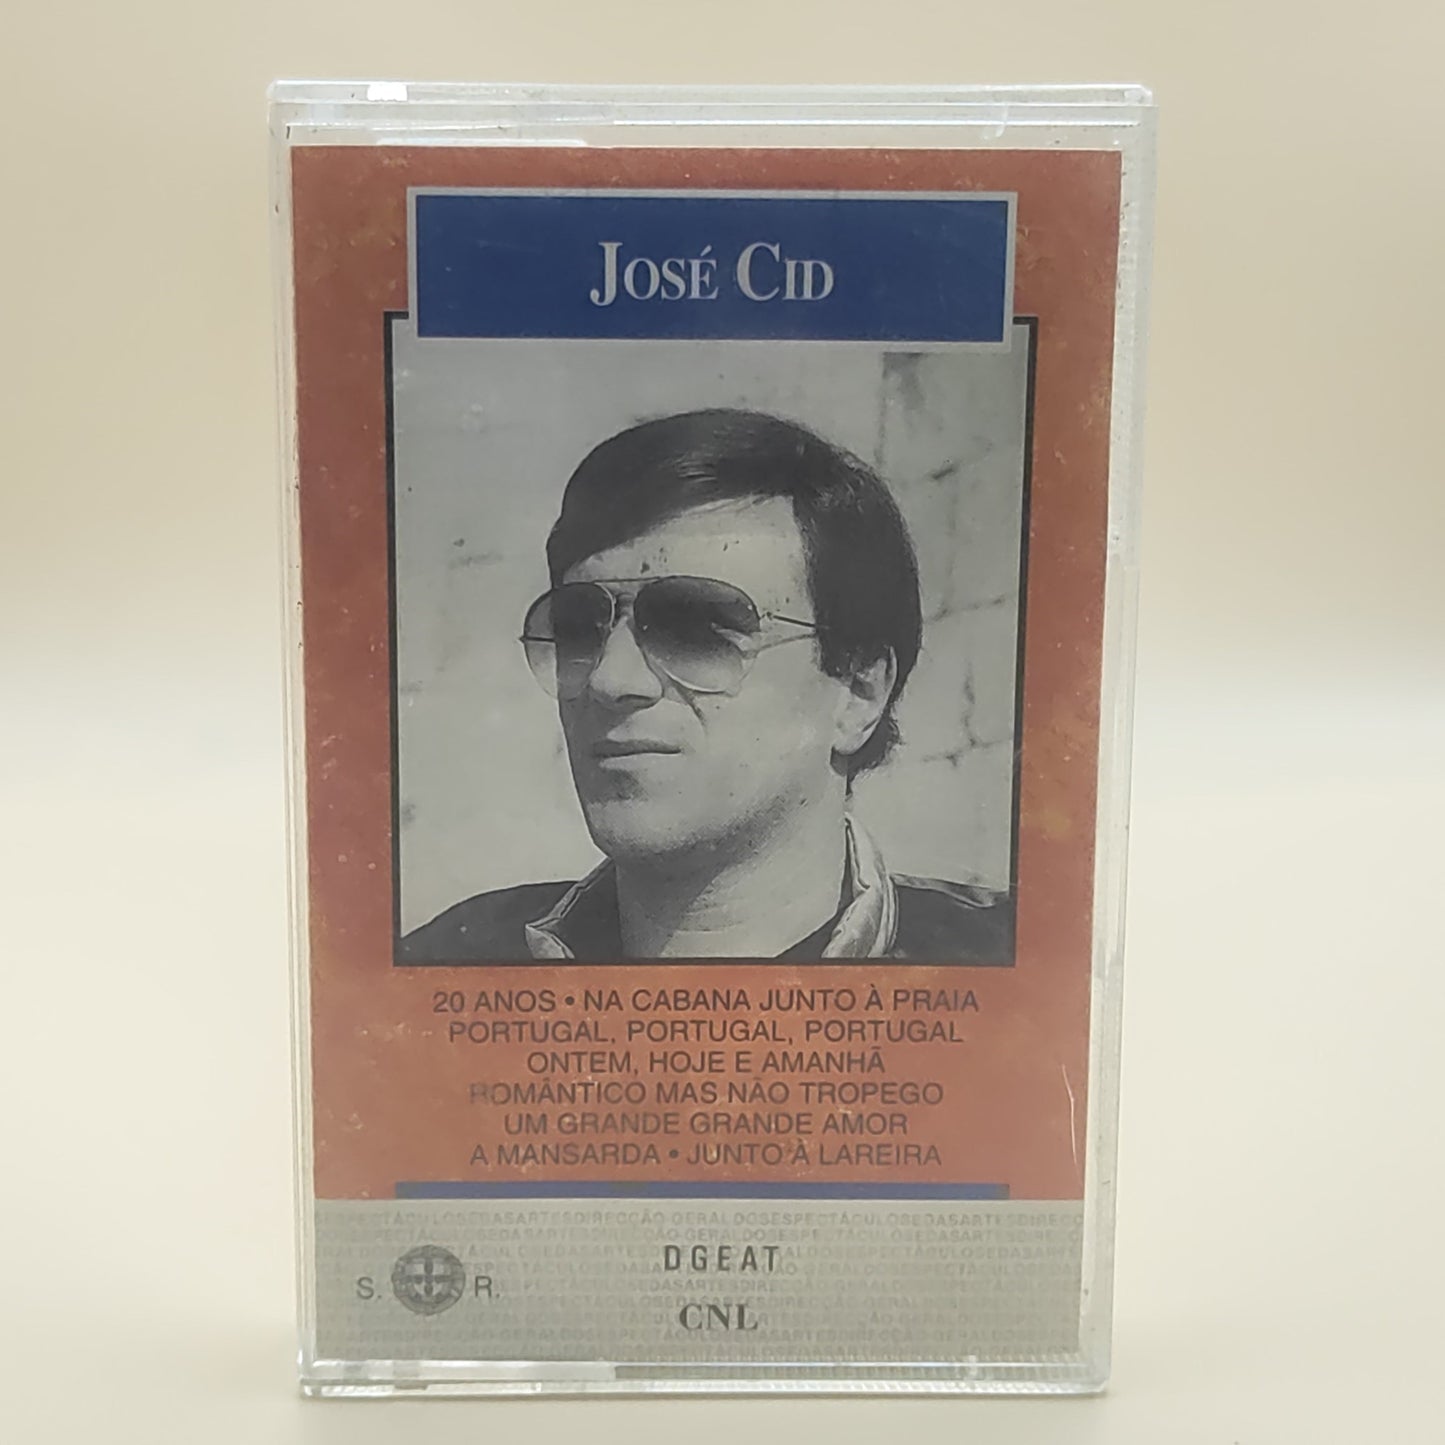 JOSÉ CID
20 ANOS • NA CABANA JUNTO À PRAIA
PORTUGAL, PORTUGAL, PORTUGAL
ONTEM, HOJE E AMANHÃ
ROMÂNTICO MAS NÃO TROPEGO
UM GRANDE GRANDE AMOR
A MANSARDA • JUNTO À LAREIRA
DGEAT
S. R.
CNL